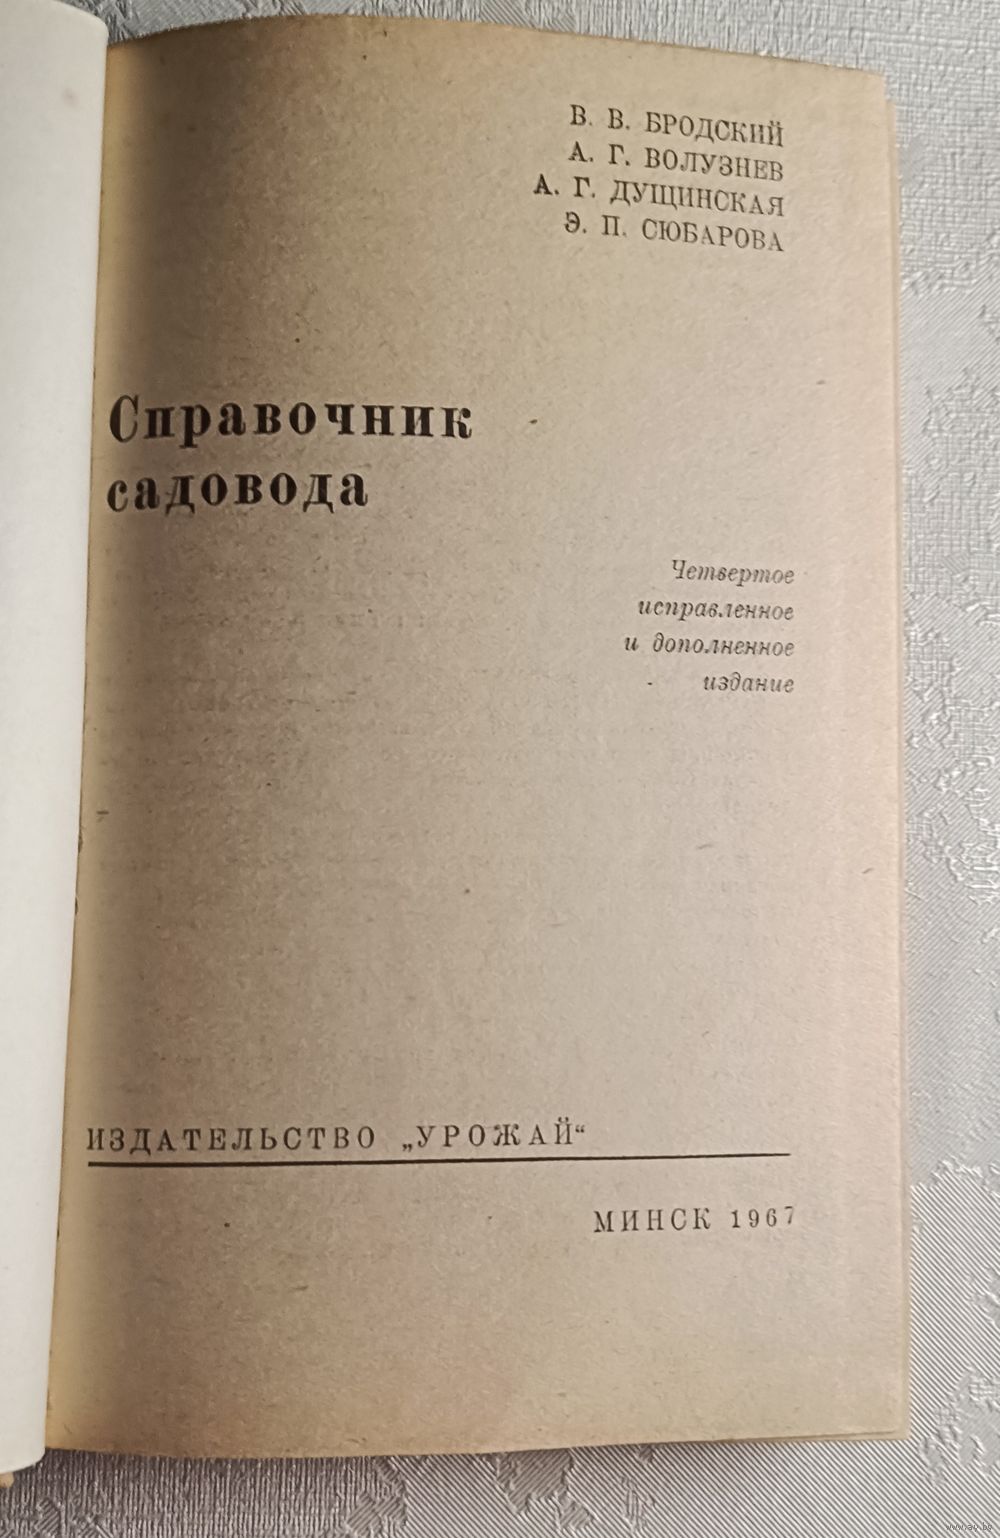 В. В. БРОДСКИЙ
А. Г. ВОЛУЗНЕВ
А. Г. ДУЩИНСКАЯ
Э. П. СЮБАРОВА
Справочник
садовода
Четвертое
исправленное
и дополненное
издание
ИЗДАТЕЛЬСТВО „УРОЖАЙ“
МИНСК 1967